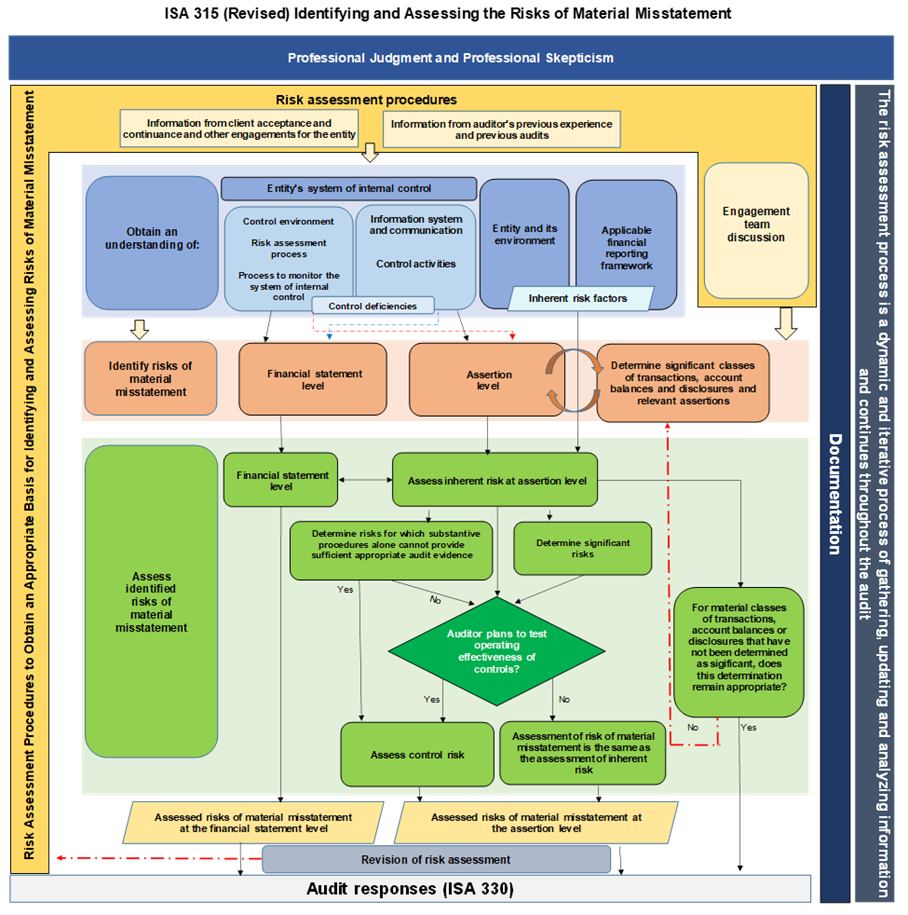 ISA 315 (Revised) Identifying and Assessing the Risks of Material Misstatement
Professional Judgment and Professional Skepticism
Risk Assessment Procedures to Obtain an Appropriate Basis for Identifying and Assessing Risks of Material Misstatement
Risk assessment procedures
Information from client acceptance
and continuance and other engagements for the entity
Information from auditor's previous experience
and previous audits
Engagement
team
discussion
Obtain an
understanding of:
Entity's system of internal control
Control environment
Risk assessment
process
Process to monitor the
system of internal
control
Information system
and communication
Control activities
Control deficiencies
Entity and its
environment
Applicable
financial
reporting
framework
Inherent risk factors
Identify risks of
material
misstatement
Financial statement
level
Assertion
level
Determine significant classes
of transactions, account
balances and disclosures and
relevant assertions
Assess
identified
risks of
material
misstatement
Financial statement
level
Assess inherent risk at assertion level
Determine risks for which substantive
procedures alone cannot provide
sufficient appropriate audit evidence
Determine significant
risks
Yes
No
Auditor plans to test
operating
effectiveness of
controls?
For material classes
of transactions,
account balances or
disclosures that have
not been determined
as sigificant, does
this determination
remain appropriate?
Yes
No
No
Yes
Assess control risk
Assessment of risk of material
misstatement is the same as
the assessment of inherent
risk
Assessed risks of material misstatement
at the financial statement level
Assessed risks of material misstatement at
the assertion level
Revision of risk assessment
Audit responses (ISA 330)
Documentation
The risk assessment process is a dynamic and iterative process of gathering, updating and analyzing information
and continues throughout the audit